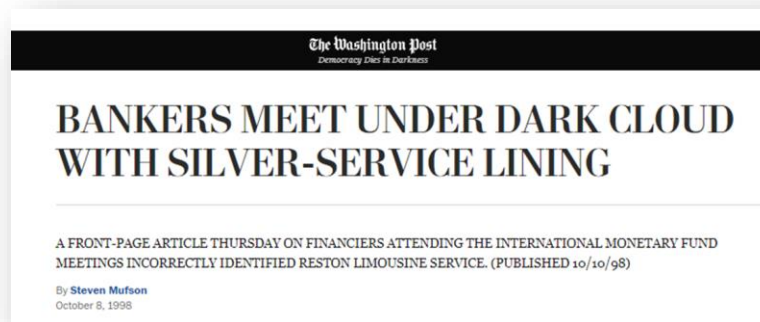 The Washington Post
Democracy Dies in Darkness
BANKERS MEET UNDER DARK CLOUD
WITH SILVER-SERVICE LINING
A FRONT-PAGE ARTICLE THURSDAY ON FINANCIERS ATTENDING THE INTERNATIONAL MONETARY FUND
MEETINGS INCORRECTLY IDENTIFIED RESTON LIMOUSINE SERVICE. (PUBLISHED 10/10/98)
By Steven Mufson
October 8, 1998